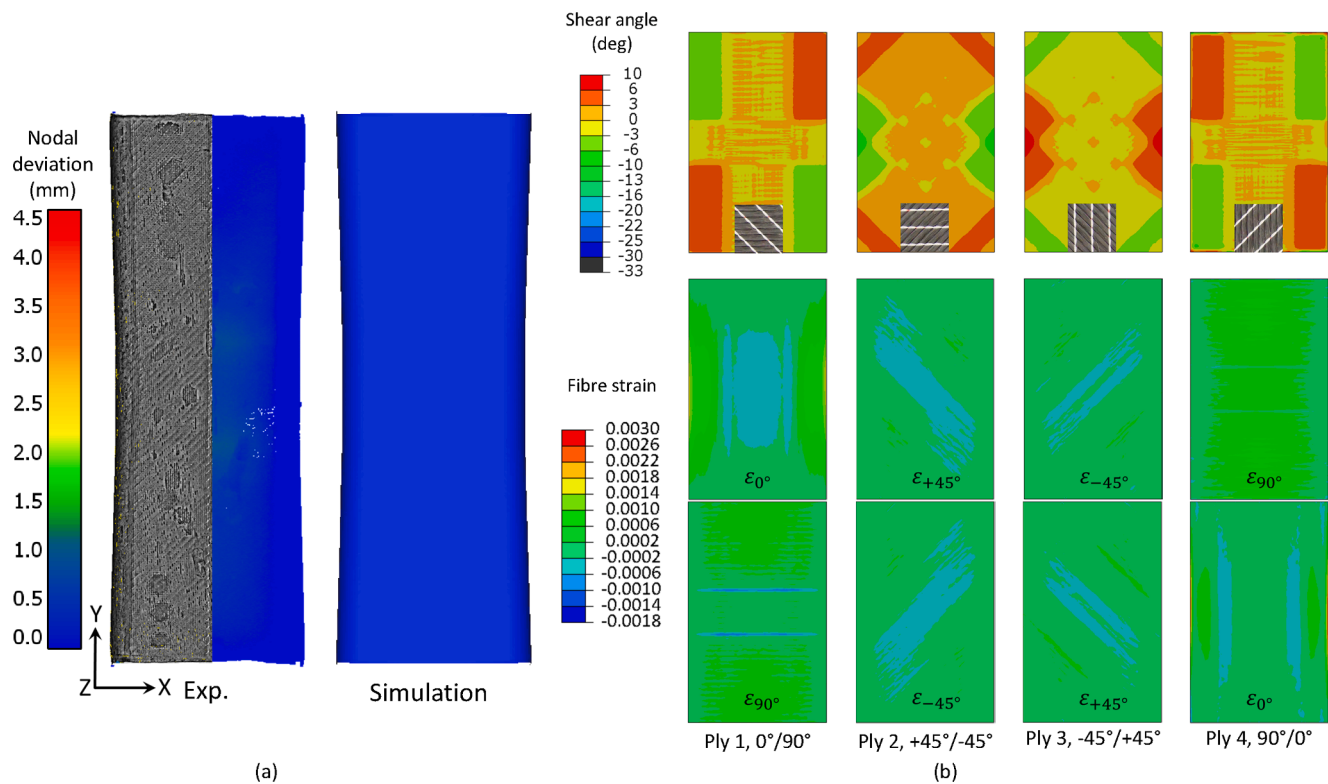 Nodal
deviation
(mm)
4.5
4.0
3.5
3.0
2.5
2.0
1.5
1.0
0.5
0.0
Y
Z
X
Exp.
Simulation
(a)
Shear angle
(deg)
10
6
3
0
-3
-6
-10
-13
-16
-20
-22
-26
-30
-33
Fibre strain
0.0030
0.0022
0.0018
0.0014
0.0010
0.0006
0.0002
-0.0002
-0.0006
-0.0010
-0.0014
-0.0018
ε0°
ε+45°
ε−45°
ε90°
ε90°
ε−45°
ε+45°
ε0°
Ply 1, 0°/90°
Ply 2, +45°/-45°
Ply 3, -45°/+45°
Ply 4, 90°/0°
(b)